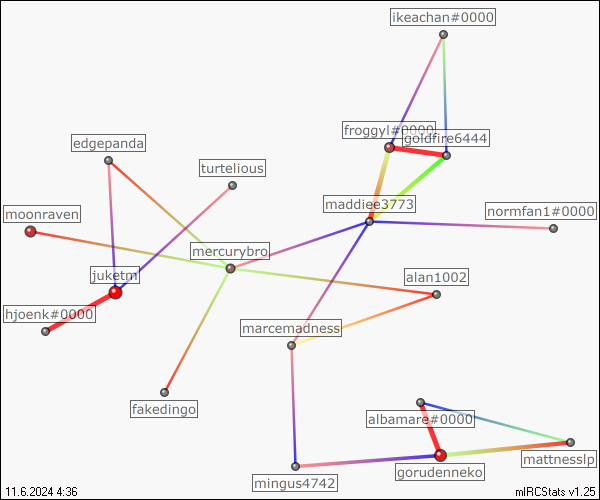 ikeachan#0000
froggyl#0000
goldfire6444
edgepanda
turtelious
maddiee3773
moonraven
normfan1#0000
mercurybro
juketrn
alan1002
hjoenk#0000
marcemadness
fakedingo
albamare#0000
mattnesslp
gorudenneko
mingus4742
11.6.2024 4:36
mIRCStats v1.25